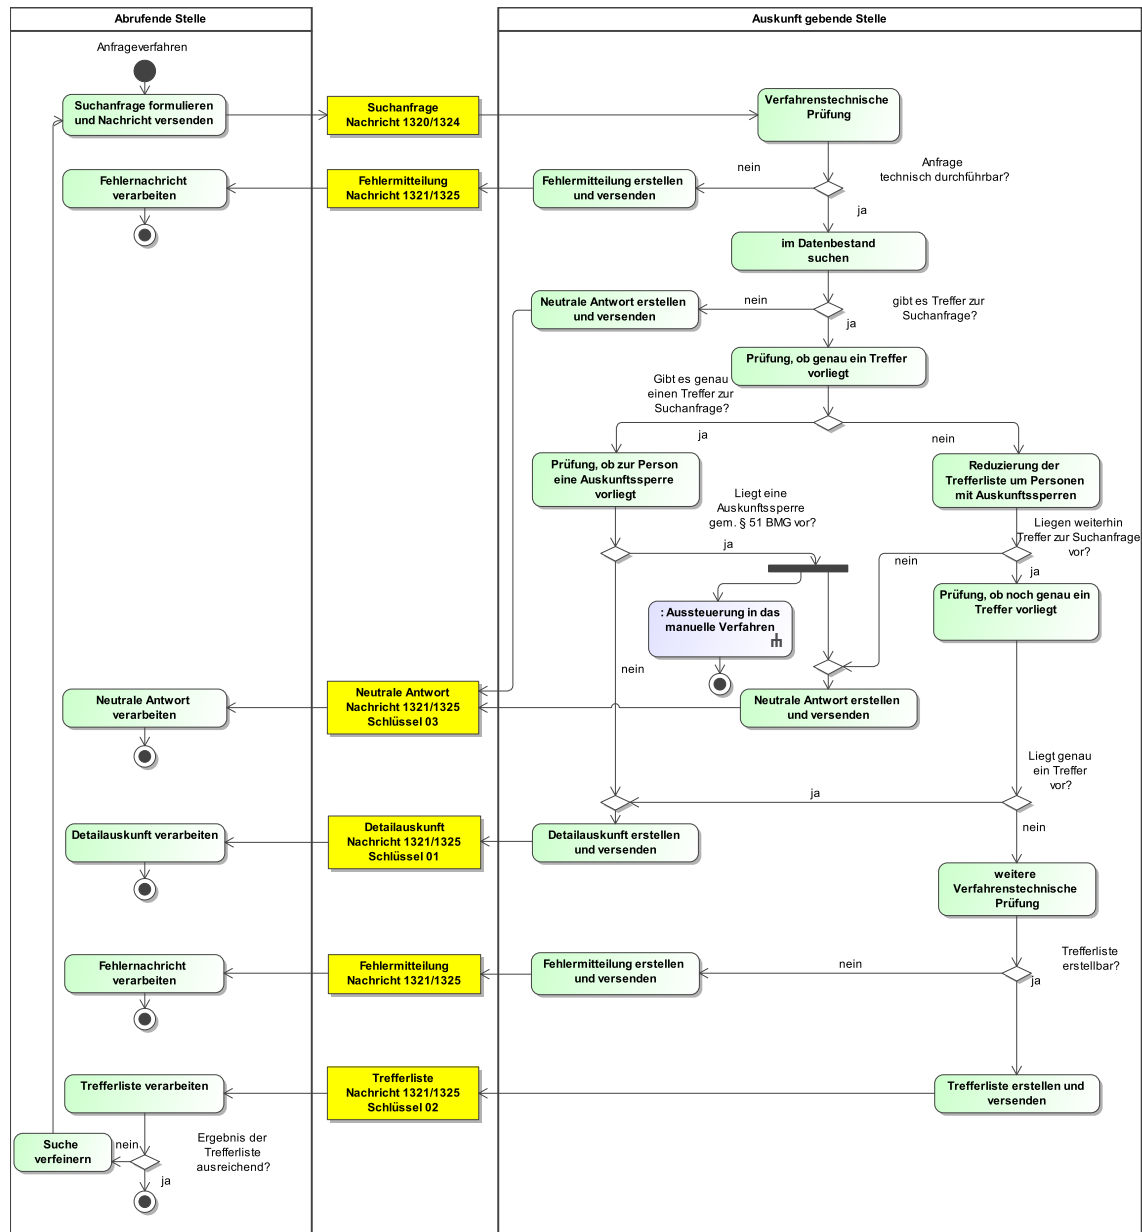 Abrufende Stelle
Auskunft gebende Stelle
Anfrageverfahren
Suchanfrage formulieren
und Nachricht versenden
Suchanfrage
Nachricht 1320/1324
Verfahrenstechnische
Prüfung
Anfrage
technisch durchführbar?
nein
ja
Fehlernachricht
verarbeiten
Fehlermitteilung
Nachricht 1321/1325
Fehlermitteilung erstellen
und versenden
im Datenbestand
suchen
Neutrale Antwort erstellen
und versenden
nein
gibt es Treffer zur
Suchanfrage?
ja
Prüfung, ob genau ein Treffer
vorliegt
Gibt es genau
einen Treffer zur
Suchanfrage?
ja
nein
Prüfung, ob zur Person
eine Auskunftssperre
vorliegt
Reduzierung der
Trefferliste um Personen
mit Auskunftssperren
Liegt eine
Auskunftssperre
gem. § 51 BMG vor?
ja
Liegen weiterhin
Treffer zur Suchanfrage
vor?
nein
ja
: Aussteuerung in das
manuelle Verfahren
Prüfung, ob noch genau ein
Treffer vorliegt
nein
Neutrale Antwort
verarbeiten
Neutrale Antwort
Nachricht 1321/1325
Schlüssel 03
Neutrale Antwort erstellen
und versenden
Liegt genau
ein Treffer
vor?
ja
nein
Detailauskunft verarbeiten
Detailauskunft
Nachricht 1321/1325
Schlüssel 01
Detailauskunft erstellen
und versenden
weitere
Verfahrenstechnische
Prüfung
Fehlernachricht
verarbeiten
Fehlermitteilung
Nachricht 1321/1325
Fehlermitteilung erstellen
und versenden
nein
Trefferliste
erstellbar?
ja
Trefferliste verarbeiten
Trefferliste
Nachricht 1321/1325
Schlüssel 02
Trefferliste erstellen und
versenden
Suche
verfeinern
nein
Ergebnis der
Trefferliste
ausreichend?
ja